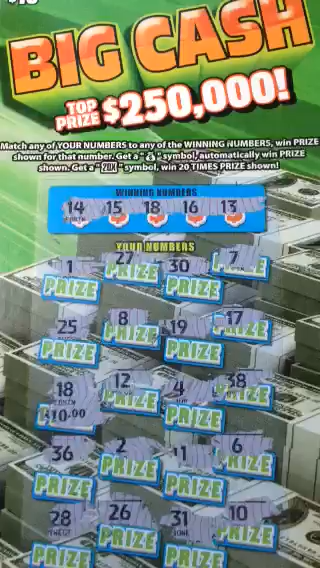 BIG CASH
TOP PRIZE $250,000!
Match any of YOUR NUMBERS to any of the WINNING NUMBERS, win PRIZE
shown for that number. Get a " " symbol, automatically win PRIZE
shown. Get a "20X" symbol, win 20 TIMES PRIZE shown!
WINNING NUMBERS
14 15 18 16 13
YOUR NUMBERS
1 27 30 7
PRIZE PRIZE PRIZE PRIZE
25 8 19 17
PRIZE PRIZE PRIZE PRIZE
18 12 4 38
$10.00 PRIZE PRIZE PRIZE
36 2 11 6
PRIZE PRIZE PRIZE PRIZE
28 26 31 10
PRIZE PRIZE PRIZE PRIZE